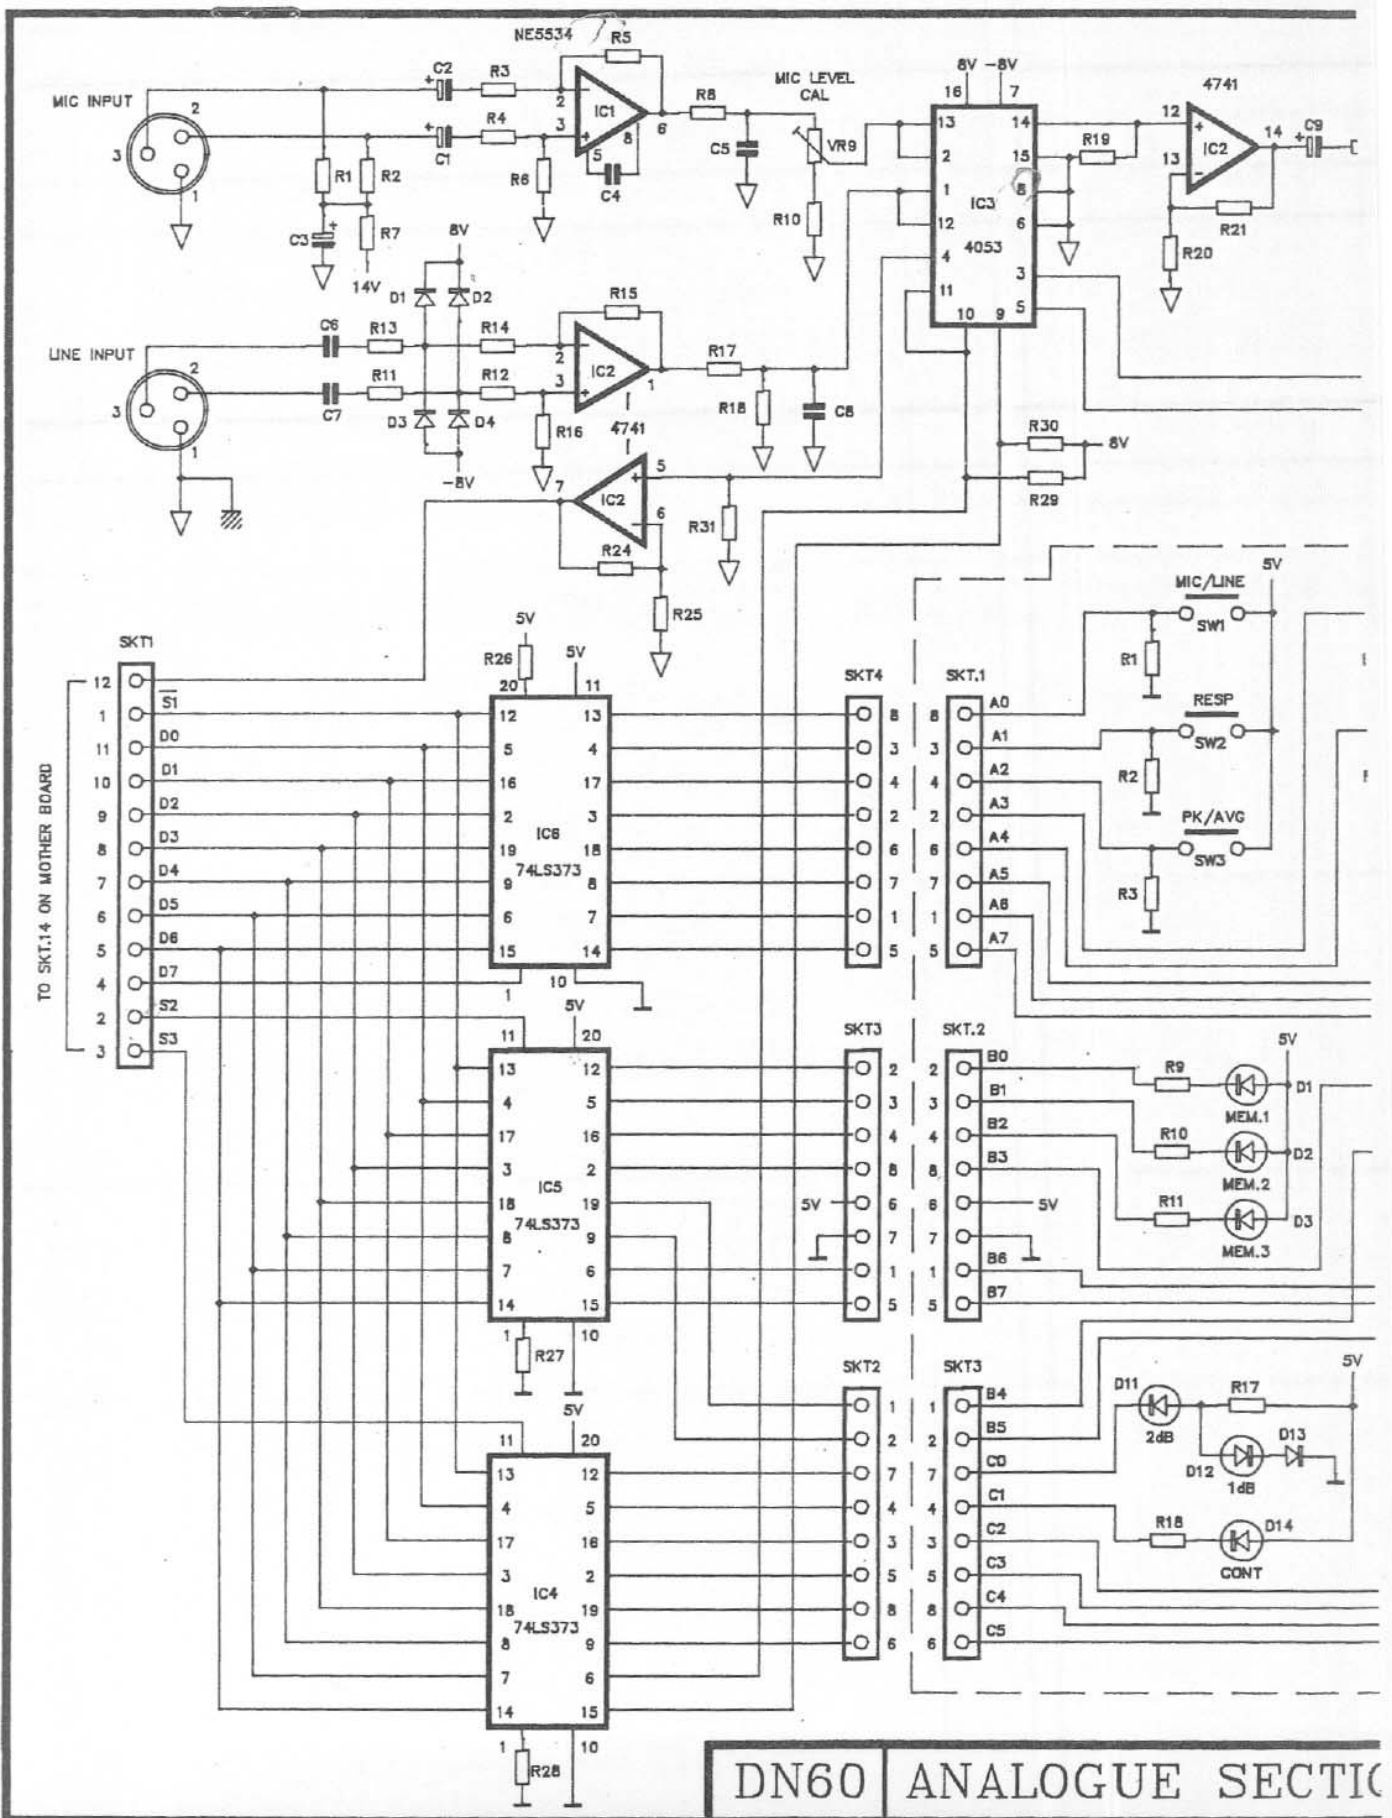 NE5534
R5
MIC INPUT
2
3
1
C2
R3
2
IC1
3
8
6
5
C4
R4
C1
R6
R1
R2
C3
R7
14V
R8
C5
MIC LEVEL
CAL
VR9
R10
8V -8V
16 7
13 14
2 15
1 8
12 6
4 3
11 5
10 9
IC3
4053
R19
4741
12
13
14
IC2
C9
R21
R20
8V
D1 D2
LINE INPUT
2
3
1
C6 R13
R11
C7
R14
R12
D3 D4
-8V
R15
2
3
IC2
1
R16
4741
R17
R18
C8
R30
8V
R29
7
5
6
IC2
R24
R25
R31
SKT1
TO SKT.14 ON MOTHER BOARD
12
1 S1
11 D0
10 D1
9 D2
8 D3
7 D4
6 D5
5 D6
4 D7
2 S2
3 S3
5V
R26
5V
20 11
12 13
5 4
16 17
2 3
19 18
9 8
6 7
15 14
1 10
IC6
74LS373
5V
11 20
13 12
4 5
17 16
3 2
18 19
8 9
7 6
14 15
1 10
IC5
74LS373
R27
5V
11 20
13 12
4 5
17 16
3 2
18 19
8 9
7 6
14 15
1 10
IC4
74LS373
R28
SKT4 SKT.1
8 8 A0
3 3 A1
4 4 A2
2 2 A3
6 6 A4
7 7 A5
1 1 A6
5 5 A7
5V
MIC/LINE
SW1
R1
RESP
SW2
R2
PK/AVG
SW3
R3
SKT3 SKT.2
2 2 B0
3 3 B1
4 4 B2
8 8 B3
5V 6 6 5V
7 7
1 1 B6
5 5 B7
5V
R9 D1
MEM.1
R10 D2
MEM.2
R11 D3
MEM.3
SKT2 SKT3
1 1 B4
2 2 B5
7 7 C0
4 4 C1
3 3 C2
5 5 C3
8 8 C4
6 6 C5
5V
D11 R17
2dB
D12 D13
1dB
R18 D14
CONT
DN60 ANALOGUE